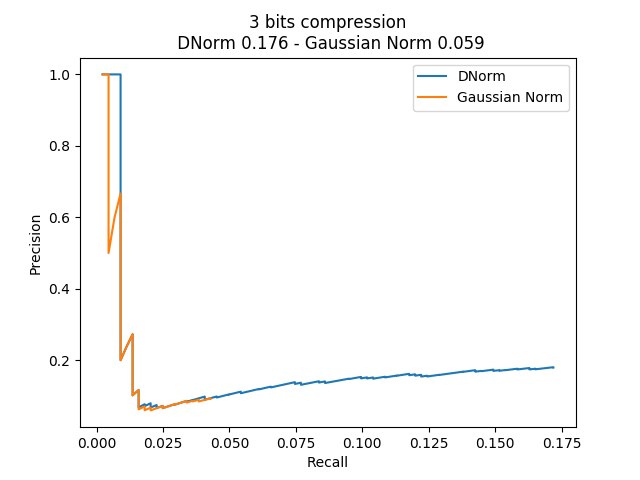 3 bits compression
DNorm 0.176 - Gaussian Norm 0.059
DNorm
Gaussian Norm
Precision
1.0
0.8
0.6
0.4
0.2
0.000 0.025 0.050 0.075 0.100 0.125 0.150 0.175
Recall